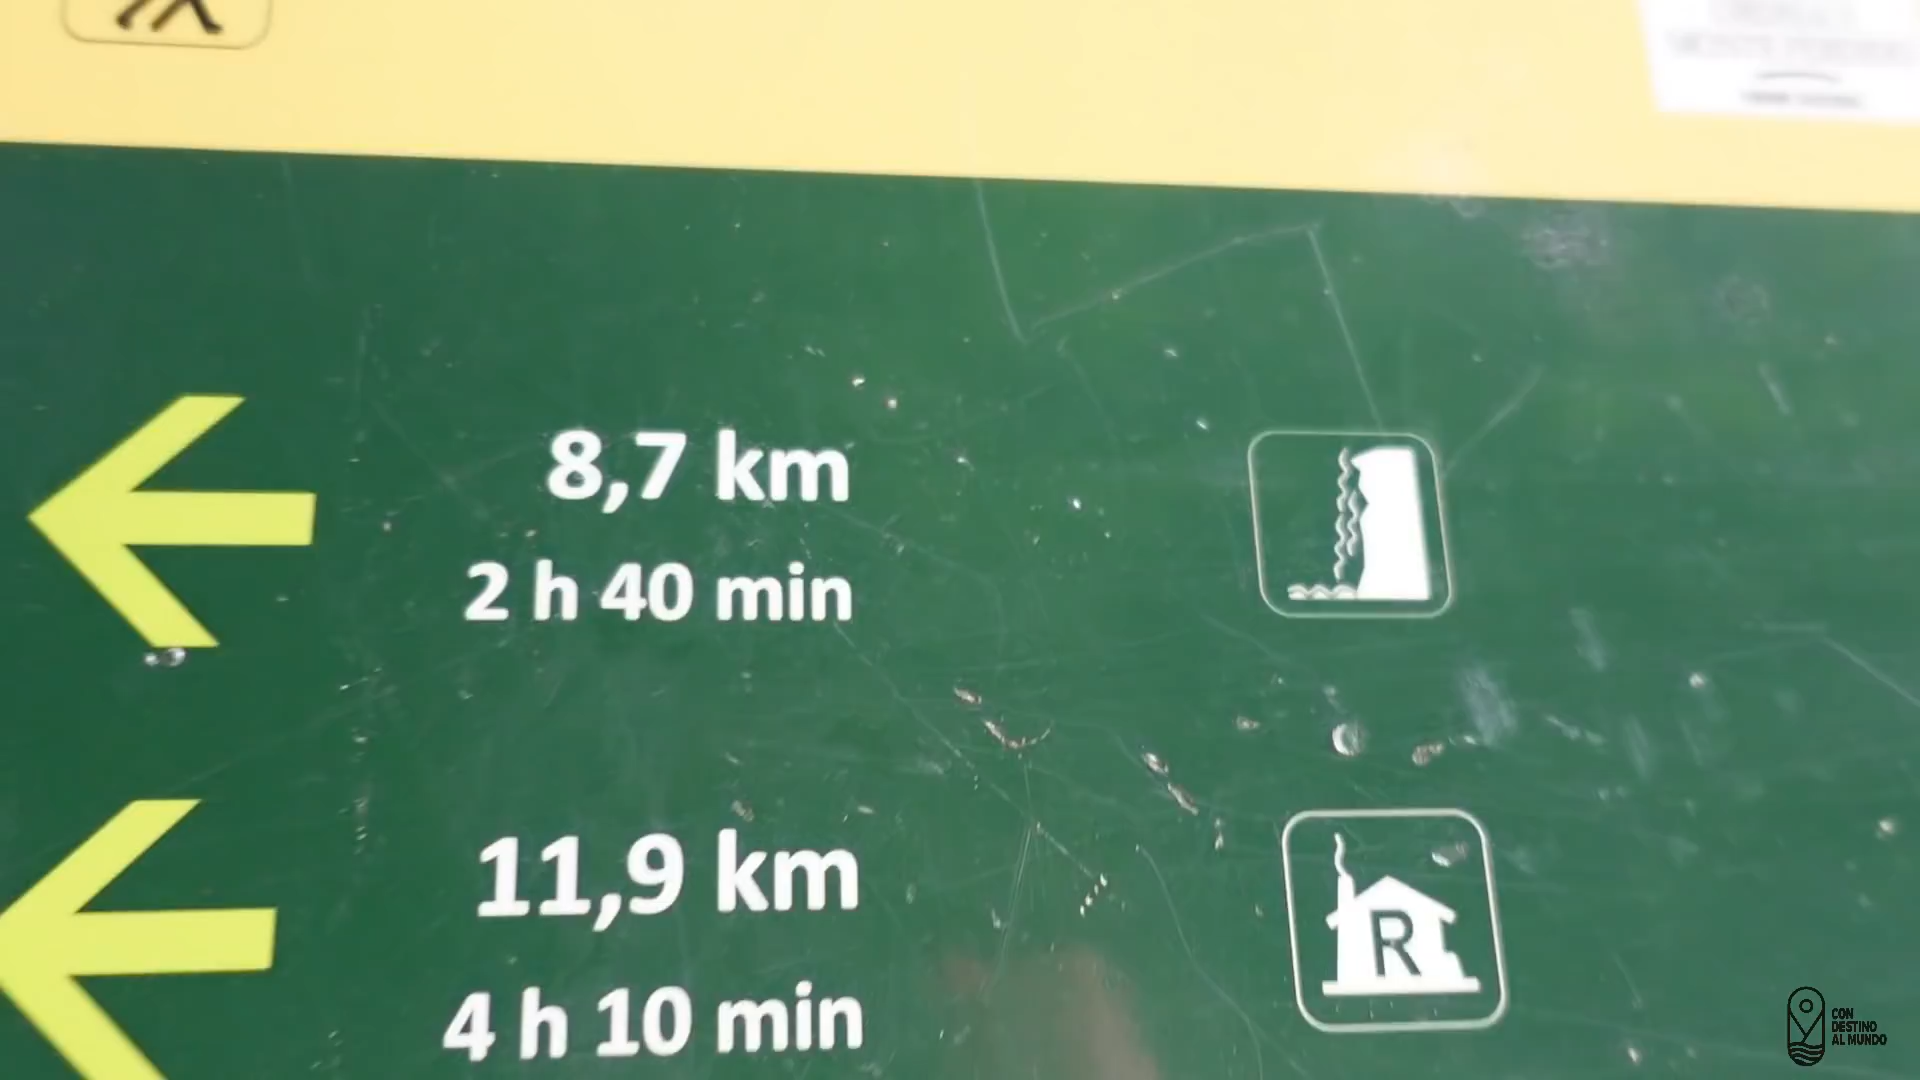 8,7 km
2 h 40 min
11,9 km
4 h 10 min
R
CON
DESTINO
AL MUNDO